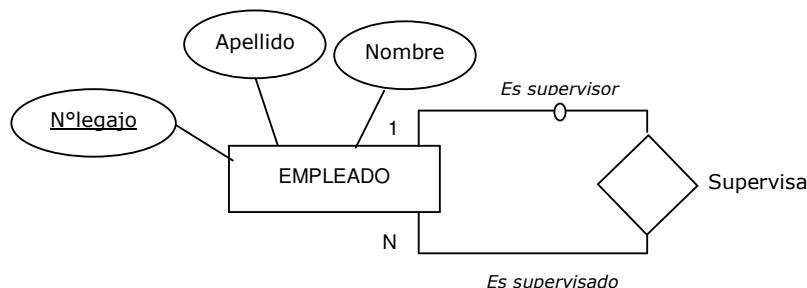 Apellido
Nombre
N°legajo
Es supervisor
1
EMPLEADO
Supervisa
N
Es supervisado